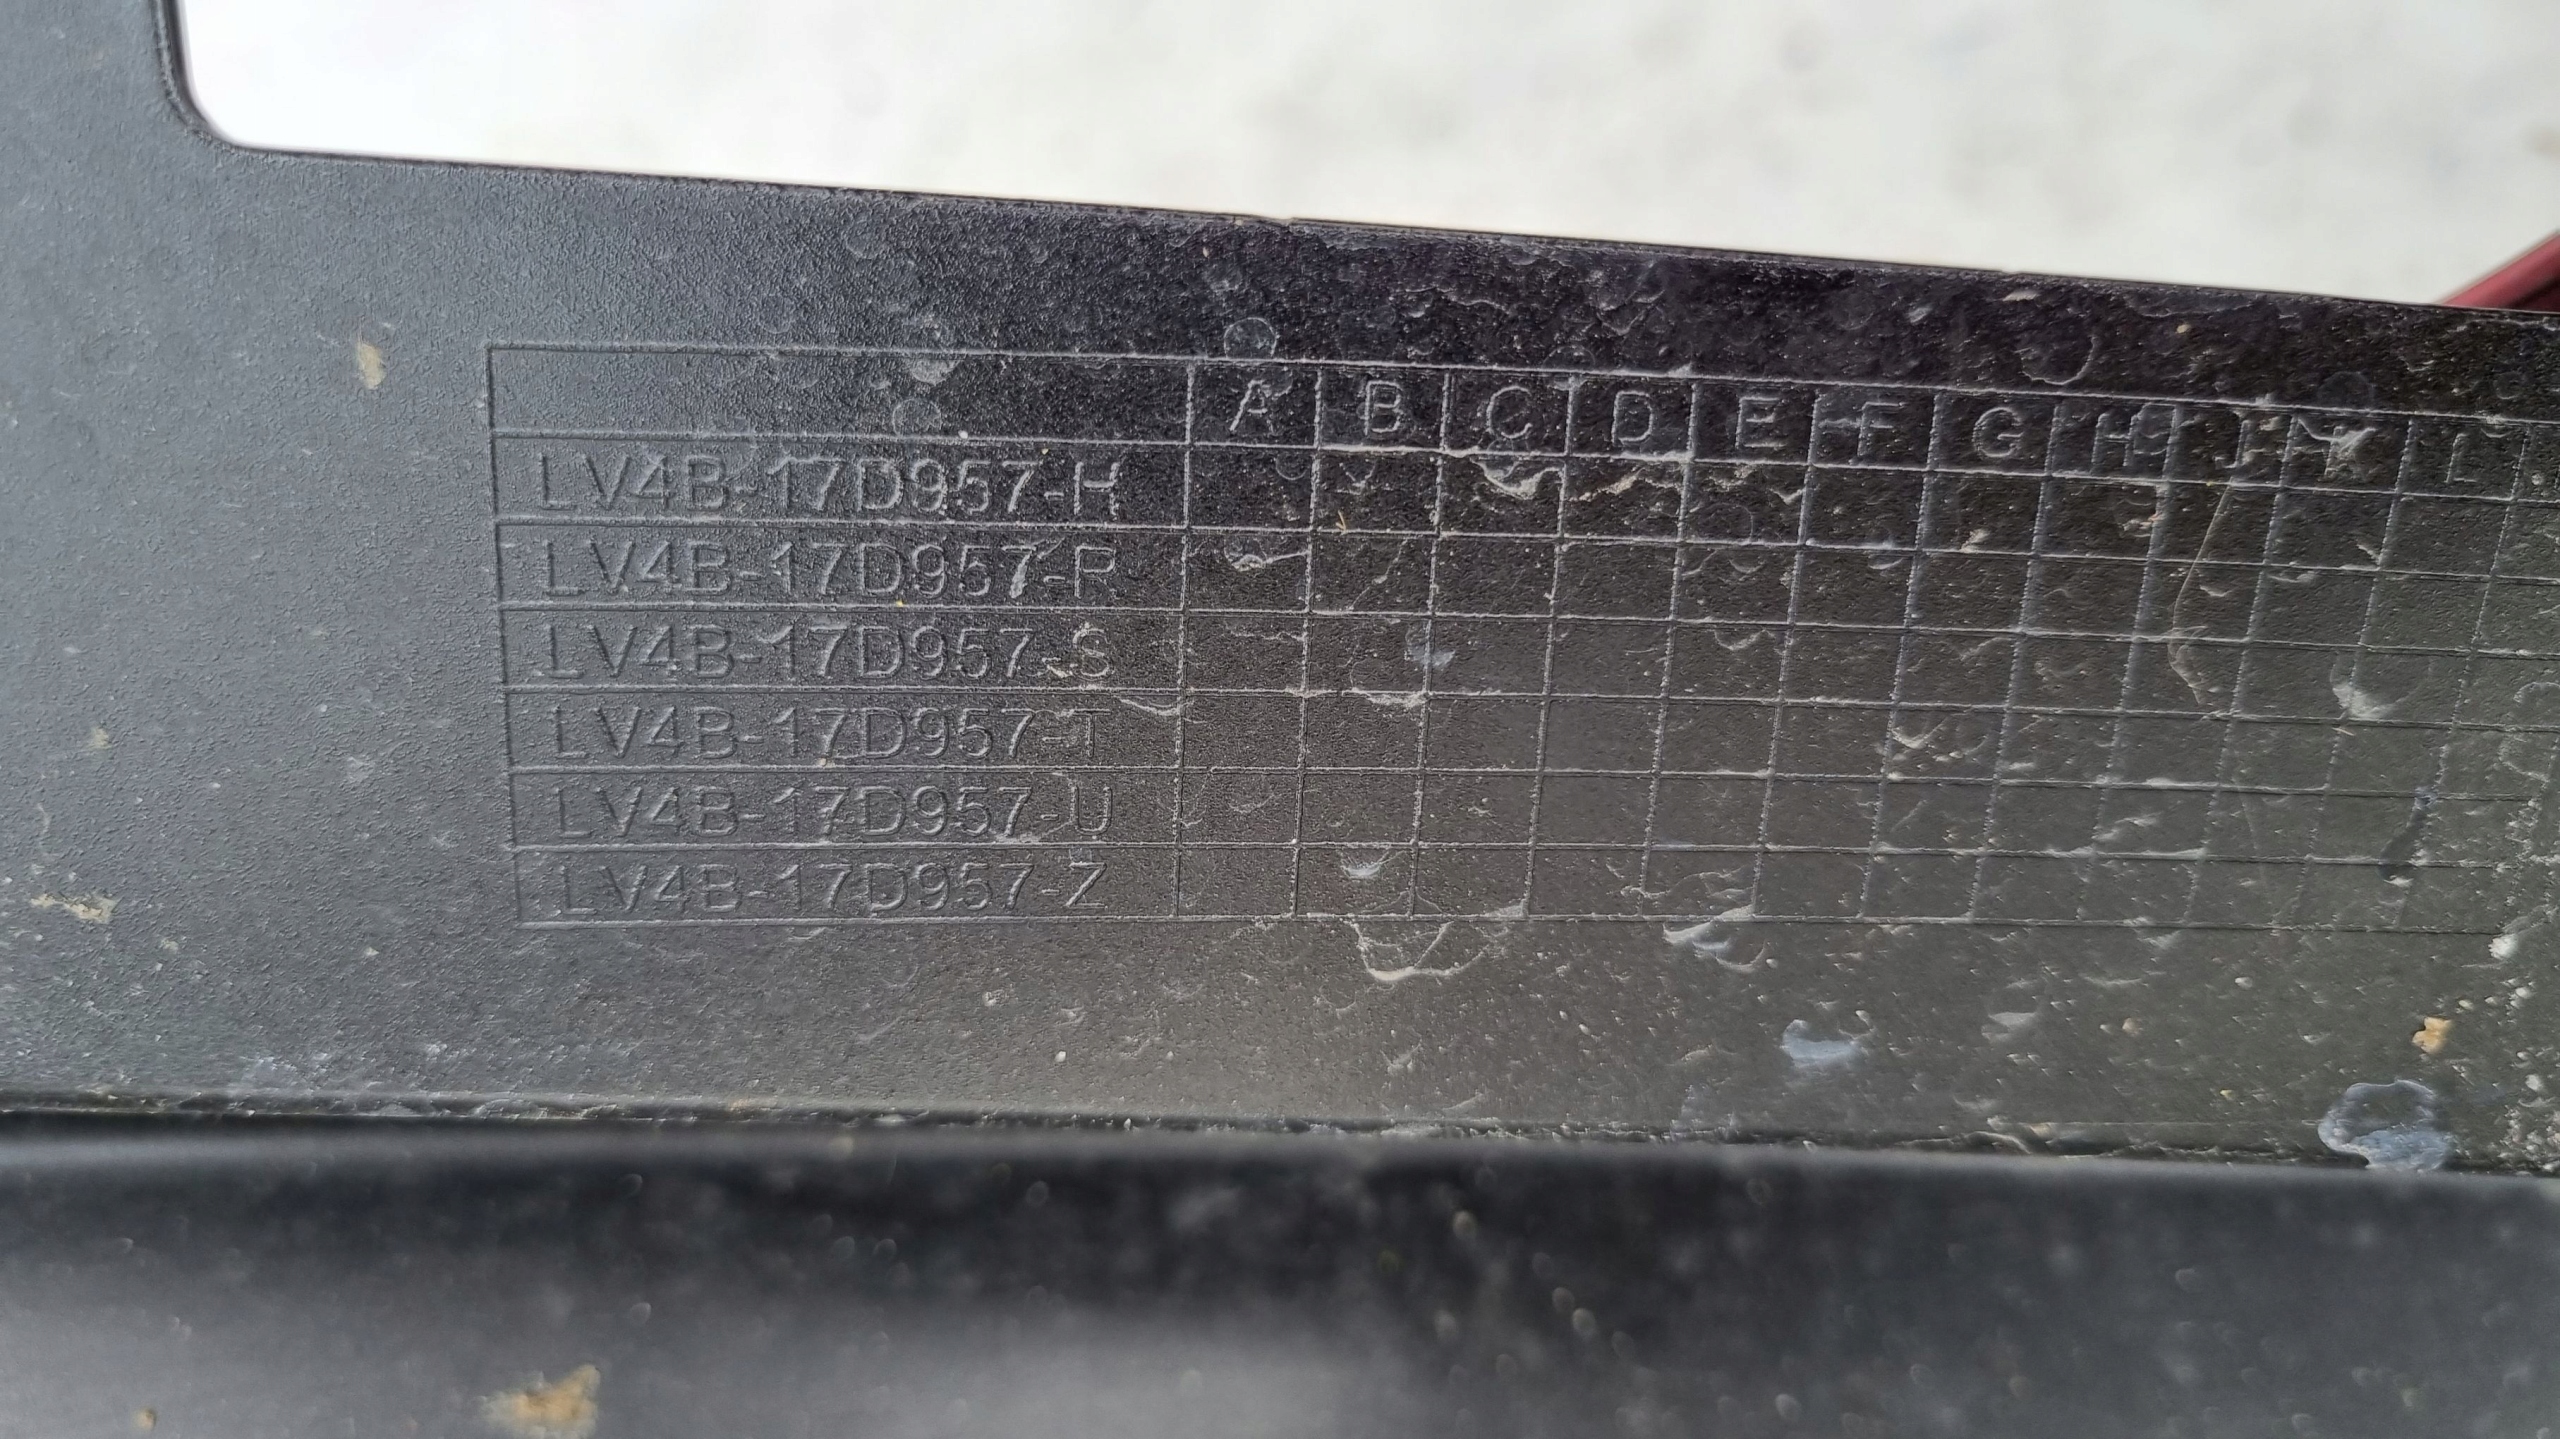 A B C D E F G H J K L
LV4B-17D957-H
LV4B-17D957-R
LV4B-17D957-S
LV4B-17D957-T
LV4B-17D957-U
LV4B-17D957-Z